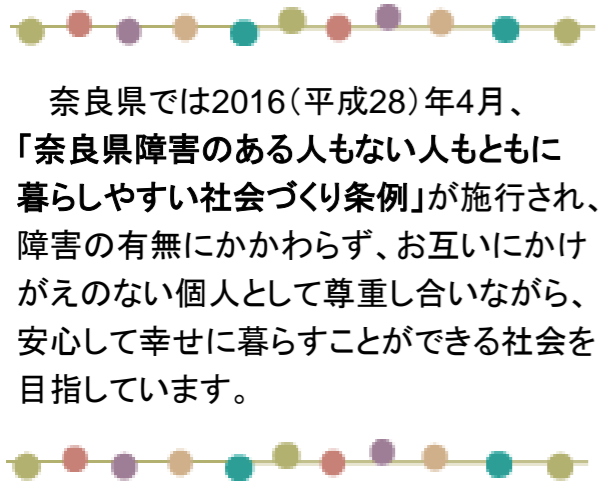 奈良県では2016（平成28）年4月、
「奈良県障害のある人もない人もともに
暮らしやすい社会づくり条例」が施行され、
障害の有無にかかわらず、お互いにかけ
がえのない個人として尊重し合いながら、
安心して幸せに暮らすことができる社会を
目指しています。